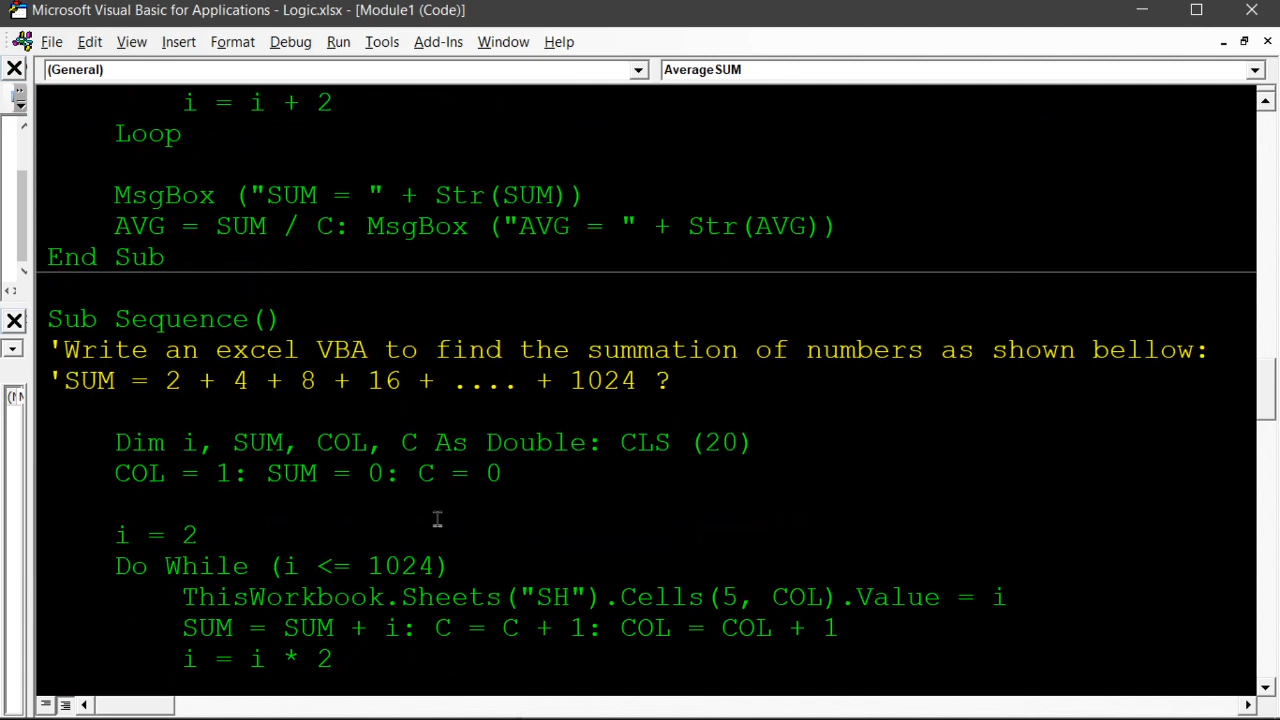 Microsoft Visual Basic for Applications - Logic.xlsx - [Module1 (Code)]
File Edit View Insert Format Debug Run Tools Add-Ins Window Help
(General) AverageSUM
i = i + 2
Loop
MsgBox ("SUM = " + Str(SUM))
AVG = SUM / C: MsgBox ("AVG = " + Str(AVG))
End Sub
Sub Sequence()
'Write an excel VBA to find the summation of numbers as shown bellow:
'SUM = 2 + 4 + 8 + 16 + .... + 1024 ?
Dim i, SUM, COL, C As Double: CLS (20)
COL = 1: SUM = 0: C = 0
i = 2
Do While (i <= 1024)
ThisWorkbook.Sheets("SH").Cells(5, COL).Value = i
SUM = SUM + i: C = C + 1: COL = COL + 1
i = i * 2